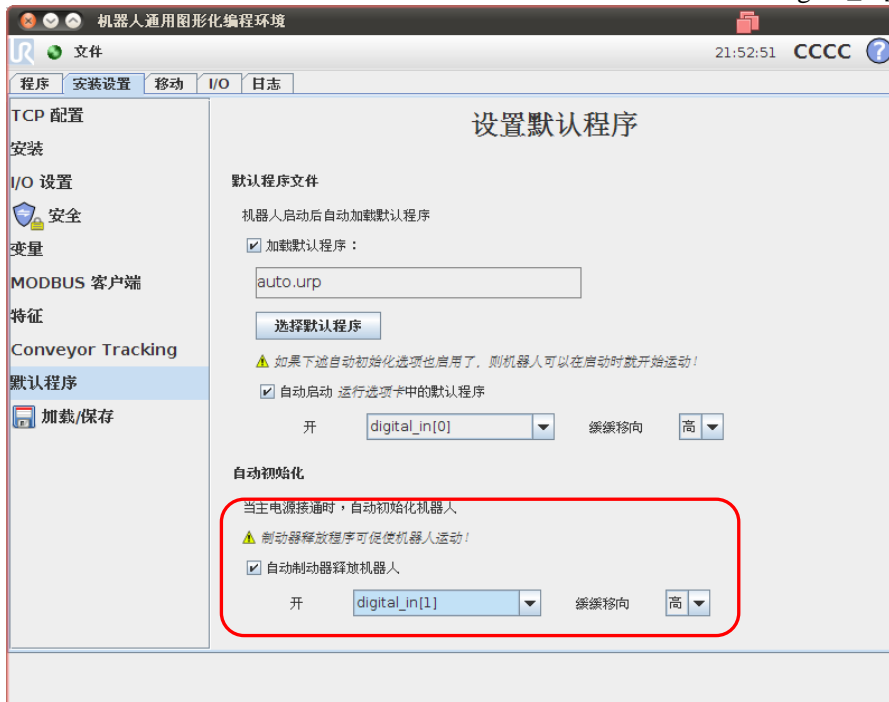 机器人通用图形化编程环境
文件
21:52:51 CCCC ?
程序 安装设置 移动 I/O 日志
TCP 配置
安装
I/O 设置
安全
变量
MODBUS 客户端
特征
Conveyor Tracking
默认程序
加载/保存
设置默认程序
默认程序文件
机器人启动后自动加载默认程序
加载默认程序：
auto.urp
选择默认程序
如果下述自动初始化选项也启用了，则机器人可以在启动时就开始运动!
自动启动 运行选项卡中的默认程序
开 digital_in[0] 缓缓移向 高
自动初始化
当主电源接通时，自动初始化机器人
制动器释放程序可促使机器人运动!
自动制动器释放机器人
开 digital_in[1] 缓缓移向 高